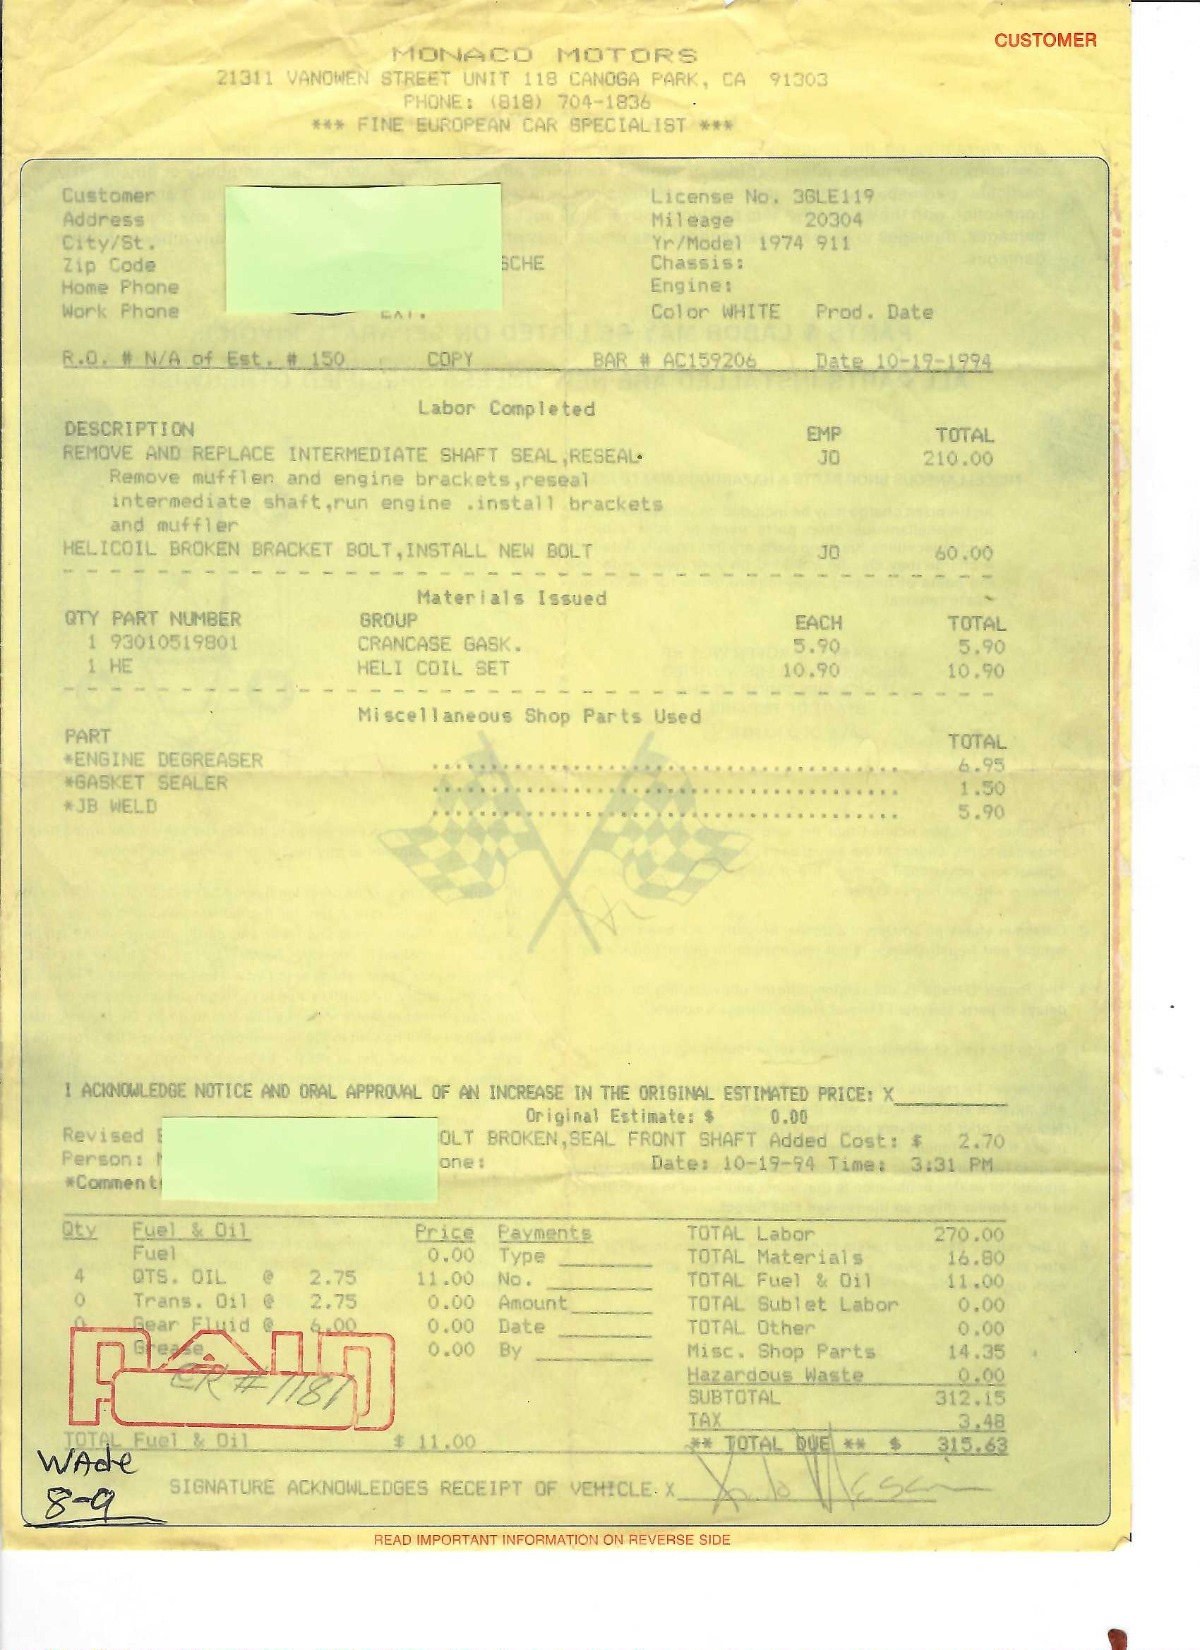 CUSTOMER
MONACO MOTORS
21311 VANOWEN STREET UNIT 118 CANOGA PARK, CA 91303
PHONE: (818) 704-1836
*** FINE EUROPEAN CAR SPECIALIST ***
Customer License No. 3GLE119
Address Mileage 20304
City/St. Yr/Model 1974 911
Zip Code SCHE Chassis:
Home Phone Engine:
Work Phone EXT. Color WHITE Prod. Date
R.O. # N/A of Est. # 150 COPY BAR # AC159206 Date 10-19-1994
Labor Completed
DESCRIPTION EMP TOTAL
REMOVE AND REPLACE INTERMEDIATE SHAFT SEAL,RESEAL JO 210.00
Remove muffler and engine brackets,reseal
intermediate shaft,run engine .install brackets
and muffler
HELICOIL BROKEN BRACKET BOLT,INSTALL NEW BOLT JO 60.00
Materials Issued
QTY PART NUMBER GROUP EACH TOTAL
1 93010519801 CRANCASE GASK. 5.90 5.90
1 HE HELI COIL SET 10.90 10.90
Miscellaneous Shop Parts Used
PART TOTAL
*ENGINE DEGREASER ........................................ 6.95
*GASKET SEALER ........................................ 1.50
*JB WELD ........................................ 5.90
I ACKNOWLEDGE NOTICE AND ORAL APPROVAL OF AN INCREASE IN THE ORIGINAL ESTIMATED PRICE: X
Original Estimate: $ 0.00
Revised OLT BROKEN,SEAL FRONT SHAFT Added Cost: $ 2.70
Person: one: Date: 10-19-94 Time: 3:31 PM
*Comment
Qty Fuel & Oil Price Payments TOTAL Labor 270.00
Fuel 0.00 Type TOTAL Materials 16.80
4 QTS. OIL @ 2.75 11.00 No. TOTAL Fuel & Oil 11.00
0 Trans. Oil @ 2.75 0.00 Amount TOTAL Sublet Labor 0.00
0 Gear Fluid @ 6.00 0.00 Date TOTAL Other 0.00
Grease 0.00 By Misc. Shop Parts 14.35
PAID
CK # 1181
Hazardous Waste 0.00
SUBTOTAL 312.15
TAX 3.48
TOTAL Fuel & Oil $ 11.00 ** TOTAL DUE ** $ 315.63
WAde
8-9
SIGNATURE ACKNOWLEDGES RECEIPT OF VEHICLE X
READ IMPORTANT INFORMATION ON REVERSE SIDE